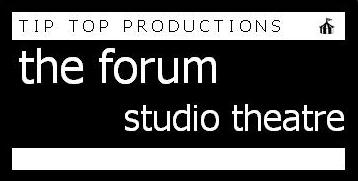 TIP TOP PRODUCTIONS
the forum
studio theatre